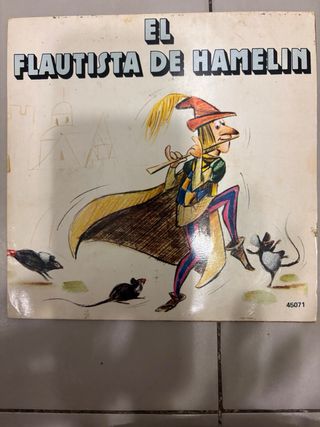 EL
FLAUTISTA DE HAMELIN
45071